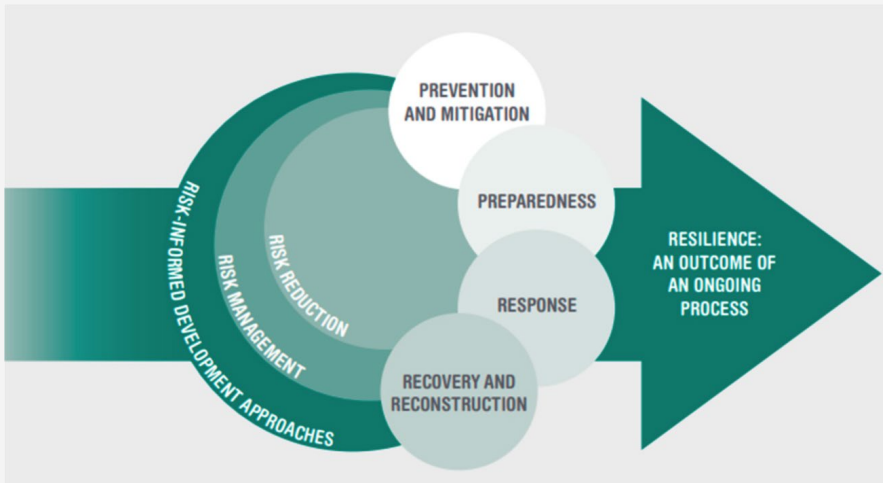 PREVENTION
AND MITIGATION
PREPAREDNESS
RESPONSE
RECOVERY AND
RECONSTRUCTION
RISK REDUCTION
RISK MANAGEMENT
RISK-INFORMED DEVELOPMENT APPROACHES
RESILIENCE:
AN OUTCOME OF
AN ONGOING
PROCESS